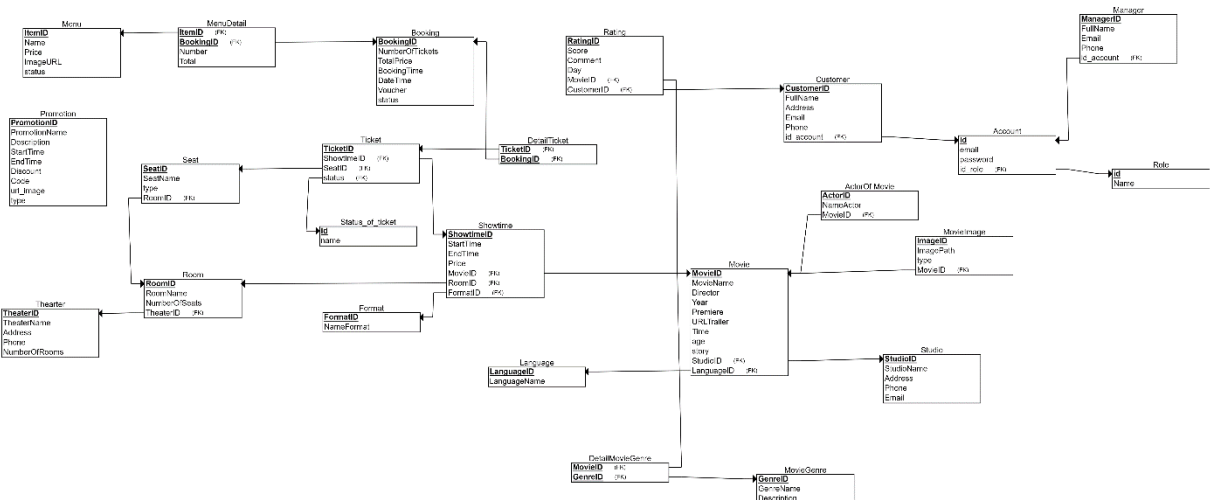 Menu
ItemID
Name
Price
ImageURL
status
MenuDetail
ItemID (FK)
BookingID (FK)
Number
Total
Booking
BookingID
NumberOfTickets
TotalPrice
BookingTime
DateTime
Voucher
status
Rating
RatingID
Score
Comment
Day
MovieID (FK)
CustomerID (FK)
Manager
ManagerID
FullName
Email
Phone
id_account (FK)
Customer
CustomerID
FullName
Address
Email
Phone
id_account (FK)
Account
id
email
password
id_role (FK)
Role
id
Name
Promotion
PromotionID
PromotionName
Description
StartTime
EndTime
Discount
Code
url_image
type
Seat
SeatID
SeatName
type
RoomID (FK)
Ticket
TicketID
ShowtimeID (FK)
SeatID (FK)
status (FK)
DetailTicket
TicketID (FK)
BookingID (FK)
Status_of_ticket
Id
name
Showtime
ShowtimeID
StartTime
EndTime
Price
MovieID (FK)
RoomID (FK)
FormatID (FK)
ActorOf Movie
ActorID
NameActor
MovieID (FK)
MovieImage
ImageID
ImagePath
type
MovieID (FK)
Room
RoomID
RoomName
NumberOfSeats
TheaterID (FK)
Thearter
TheaterID
TheaterName
Address
Phone
NumberOfRooms
Format
FormatID
NameFormat
Movie
MovieID
MovieName
Director
Year
Premiere
URLTrailer
Time
age
story
StudioID (FK)
LanguageID (FK)
Language
LanguageID
LanguageName
Studio
StudioID
StudioName
Address
Phone
Email
DetailMovieGenre
MovieID (FK)
GenreID (FK)
MovieGenre
GenreID
GenreName
Description